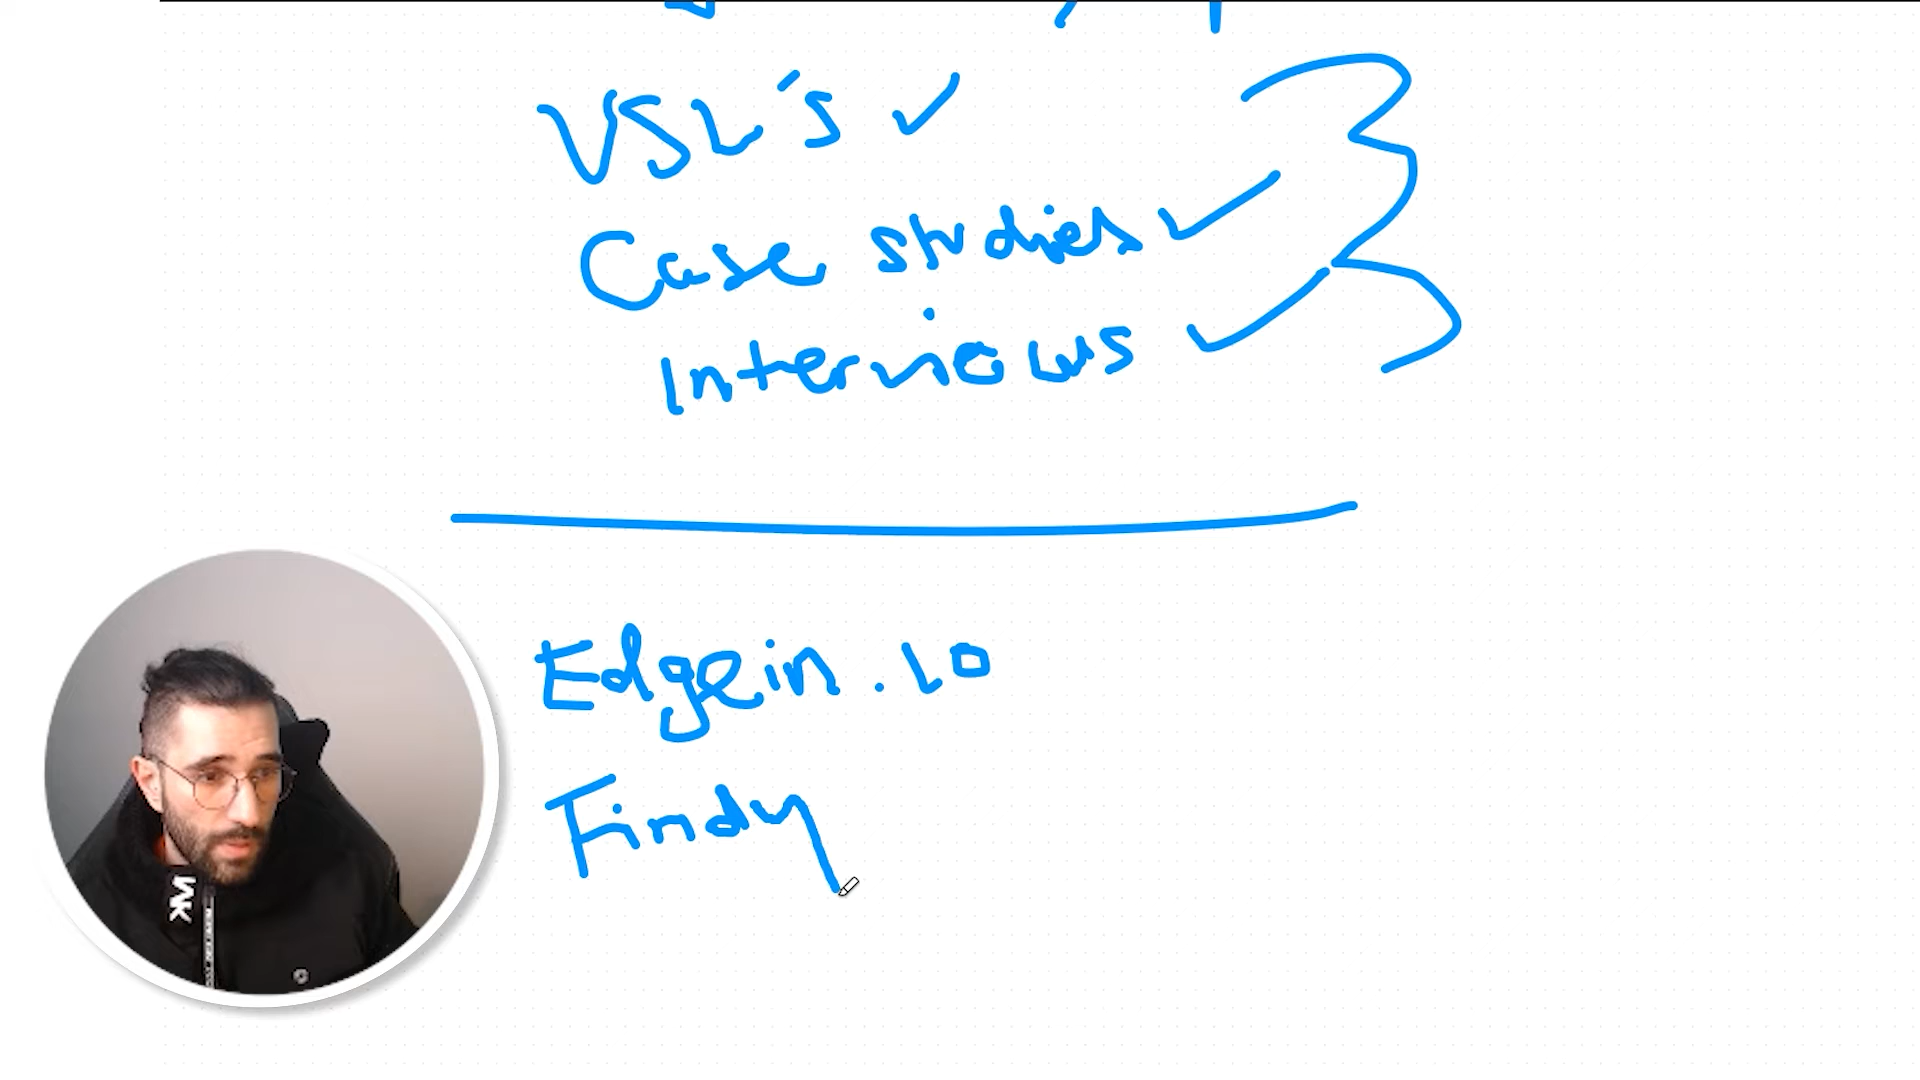 VSL's ✓
Case studies ✓
Interviews ✓
Edgein.io
Findy